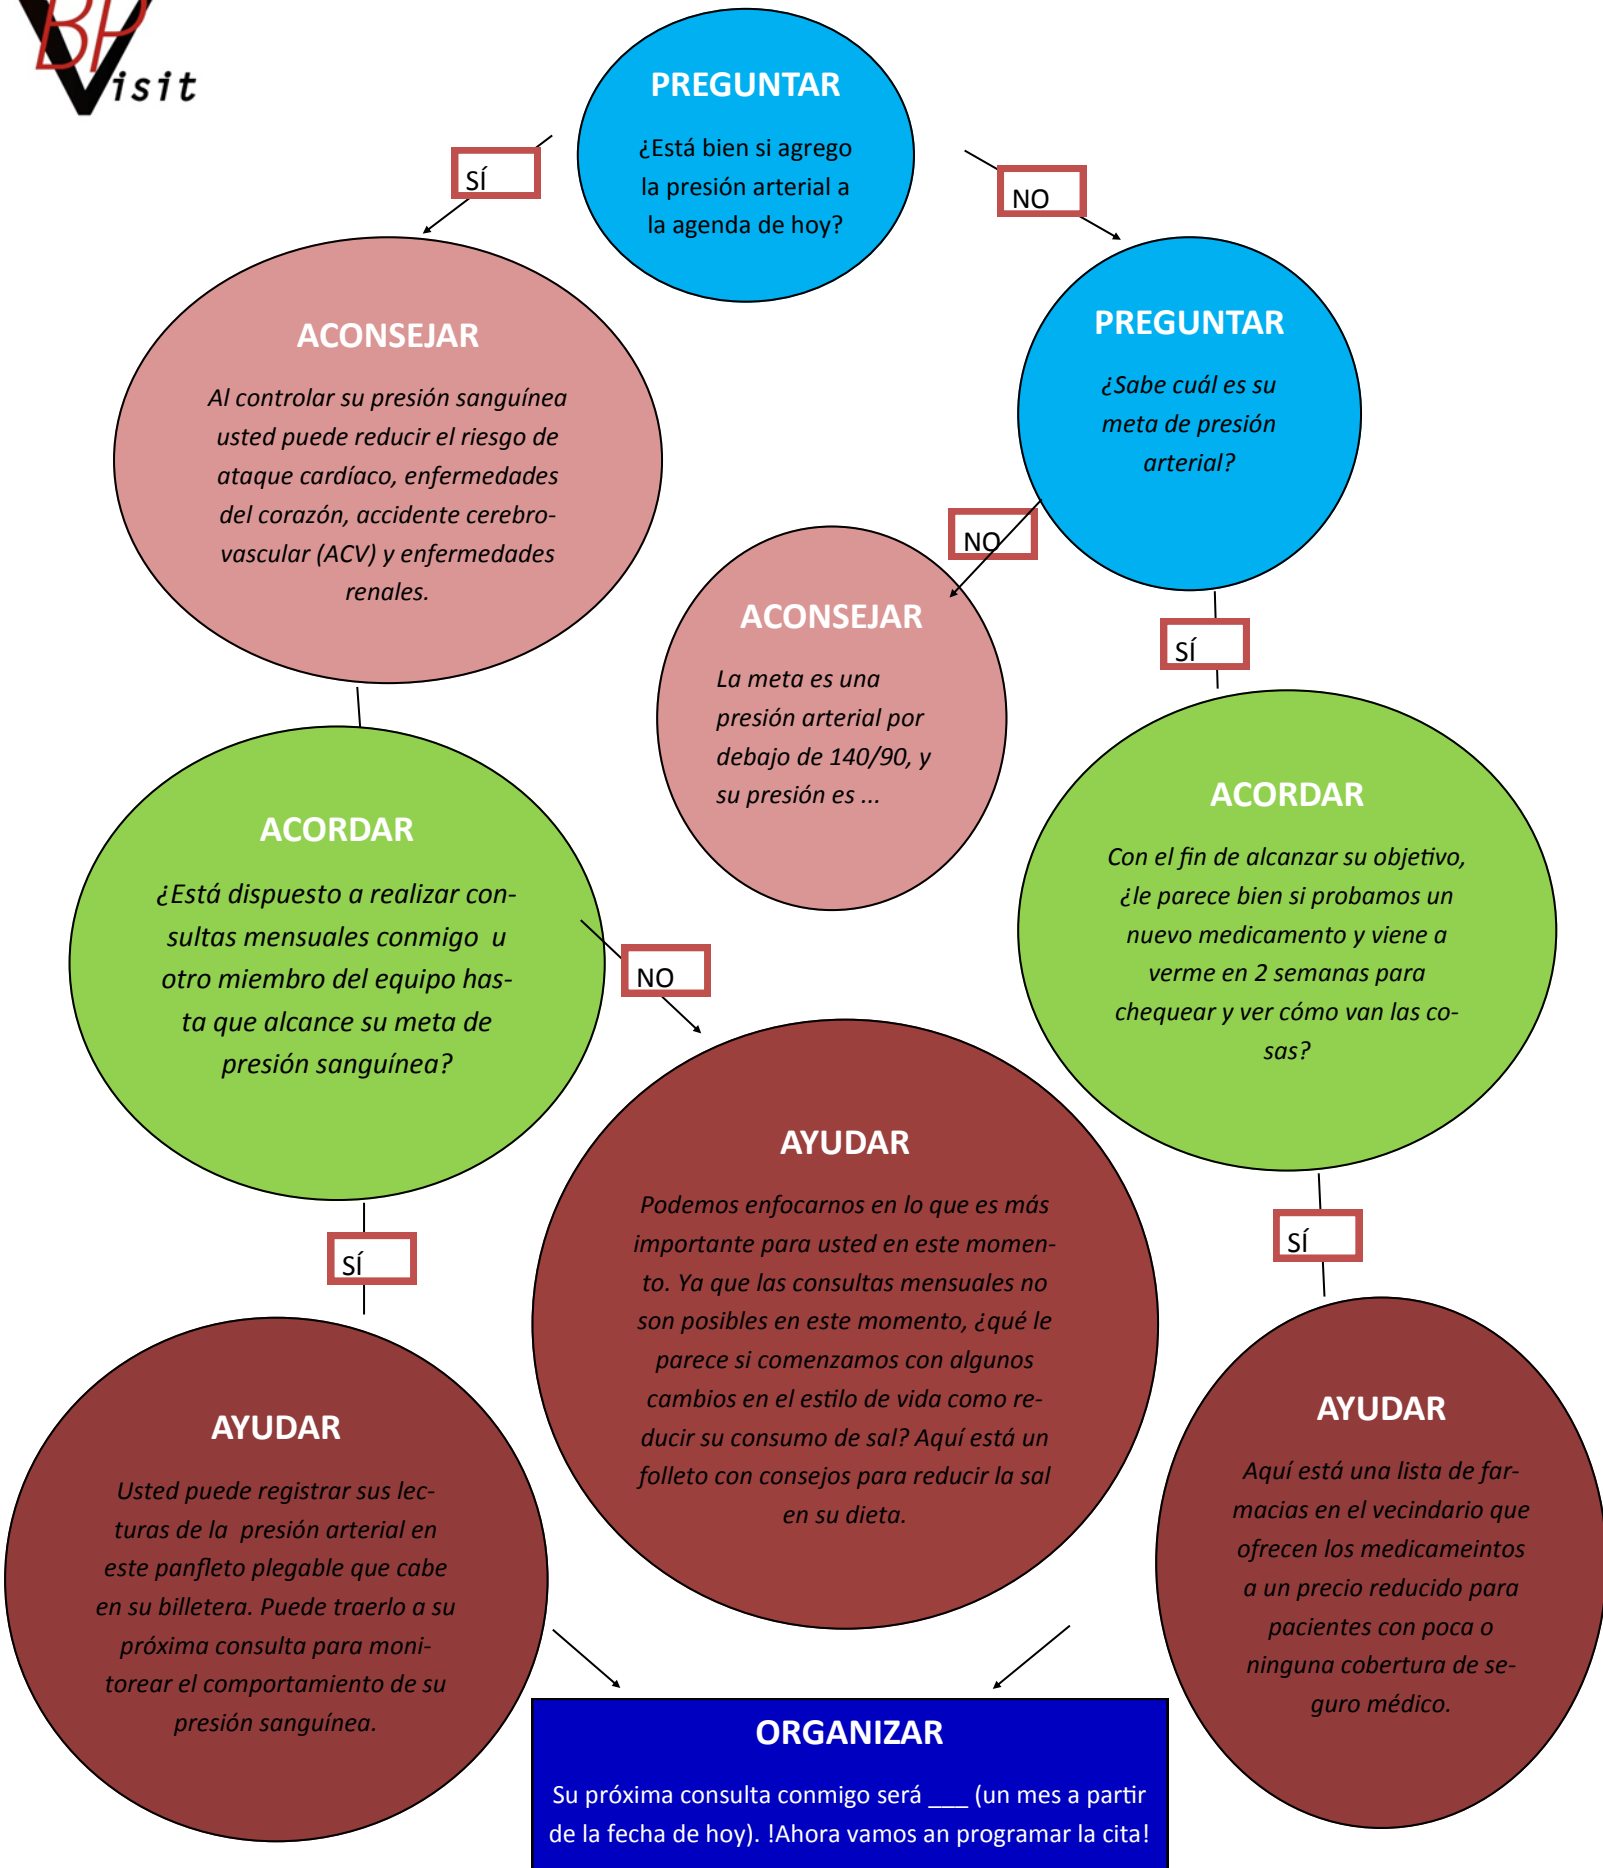 BP
Visit
PREGUNTAR
¿Está bien si agrego
la presión arterial a
la agenda de hoy?
SÍ
NO
ACONSEJAR
Al controlar su presión sanguínea
usted puede reducir el riesgo de
ataque cardíaco, enfermedades
del corazón, accidente cerebro-
vascular (ACV) y enfermedades
renales.
PREGUNTAR
¿Sabe cuál es su
meta de presión
arterial?
NO
SÍ
ACONSEJAR
La meta es una
presión arterial por
debajo de 140/90, y
su presión es ...
ACORDAR
¿Está dispuesto a realizar con-
sultas mensuales conmigo u
otro miembro del equipo has-
ta que alcance su meta de
presión sanguínea?
NO
SÍ
ACORDAR
Con el fin de alcanzar su objetivo,
¿le parece bien si probamos un
nuevo medicamento y viene a
verme en 2 semanas para
chequear y ver cómo van las co-
sas?
SÍ
AYUDAR
Podemos enfocarnos en lo que es más
importante para usted en este momen-
to. Ya que las consultas mensuales no
son posibles en este momento, ¿qué le
parece si comenzamos con algunos
cambios en el estilo de vida como re-
ducir su consumo de sal? Aquí está un
folleto con consejos para reducir la sal
en su dieta.
AYUDAR
Usted puede registrar sus lec-
turas de la presión arterial en
este panfleto plegable que cabe
en su billetera. Puede traerlo a su
próxima consulta para moni-
torear el comportamiento de su
presión sanguínea.
AYUDAR
Aquí está una lista de far-
macias en el vecindario que
ofrecen los medicameintos
a un precio reducido para
pacientes con poca o
ninguna cobertura de se-
guro médico.
ORGANIZAR
Su próxima consulta conmigo será ___ (un mes a partir
de la fecha de hoy). !Ahora vamos an programar la cita!